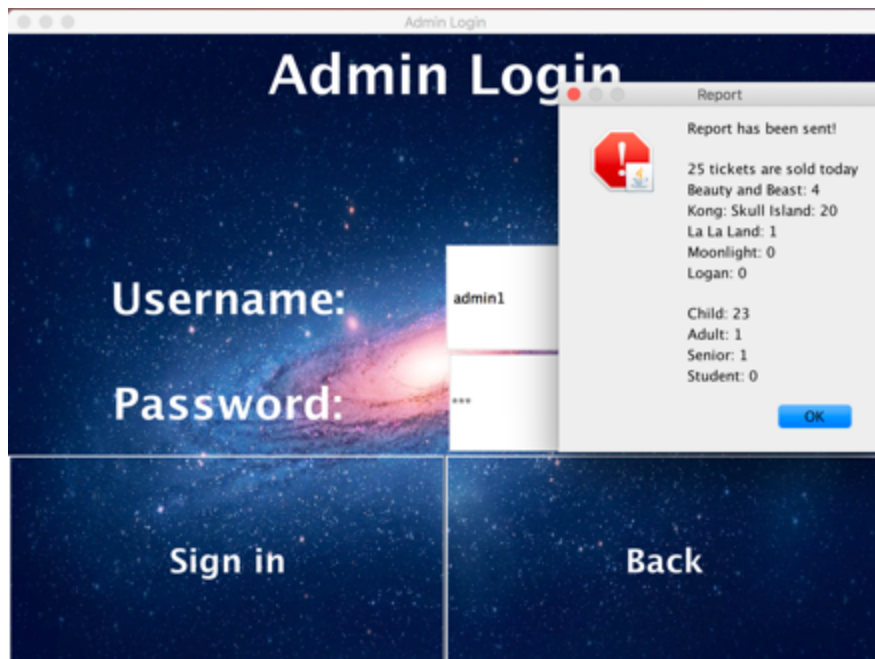 Admin Login
Admin Login
Report
Report has been sent!
25 tickets are sold today
Beauty and Beast: 4
Kong: Skull Island: 20
La La Land: 1
Moonlight: 0
Logan: 0
Child: 23
Adult: 1
Senior: 1
Student: 0
OK
Username:
admin1
Password:
***
Sign in
Back